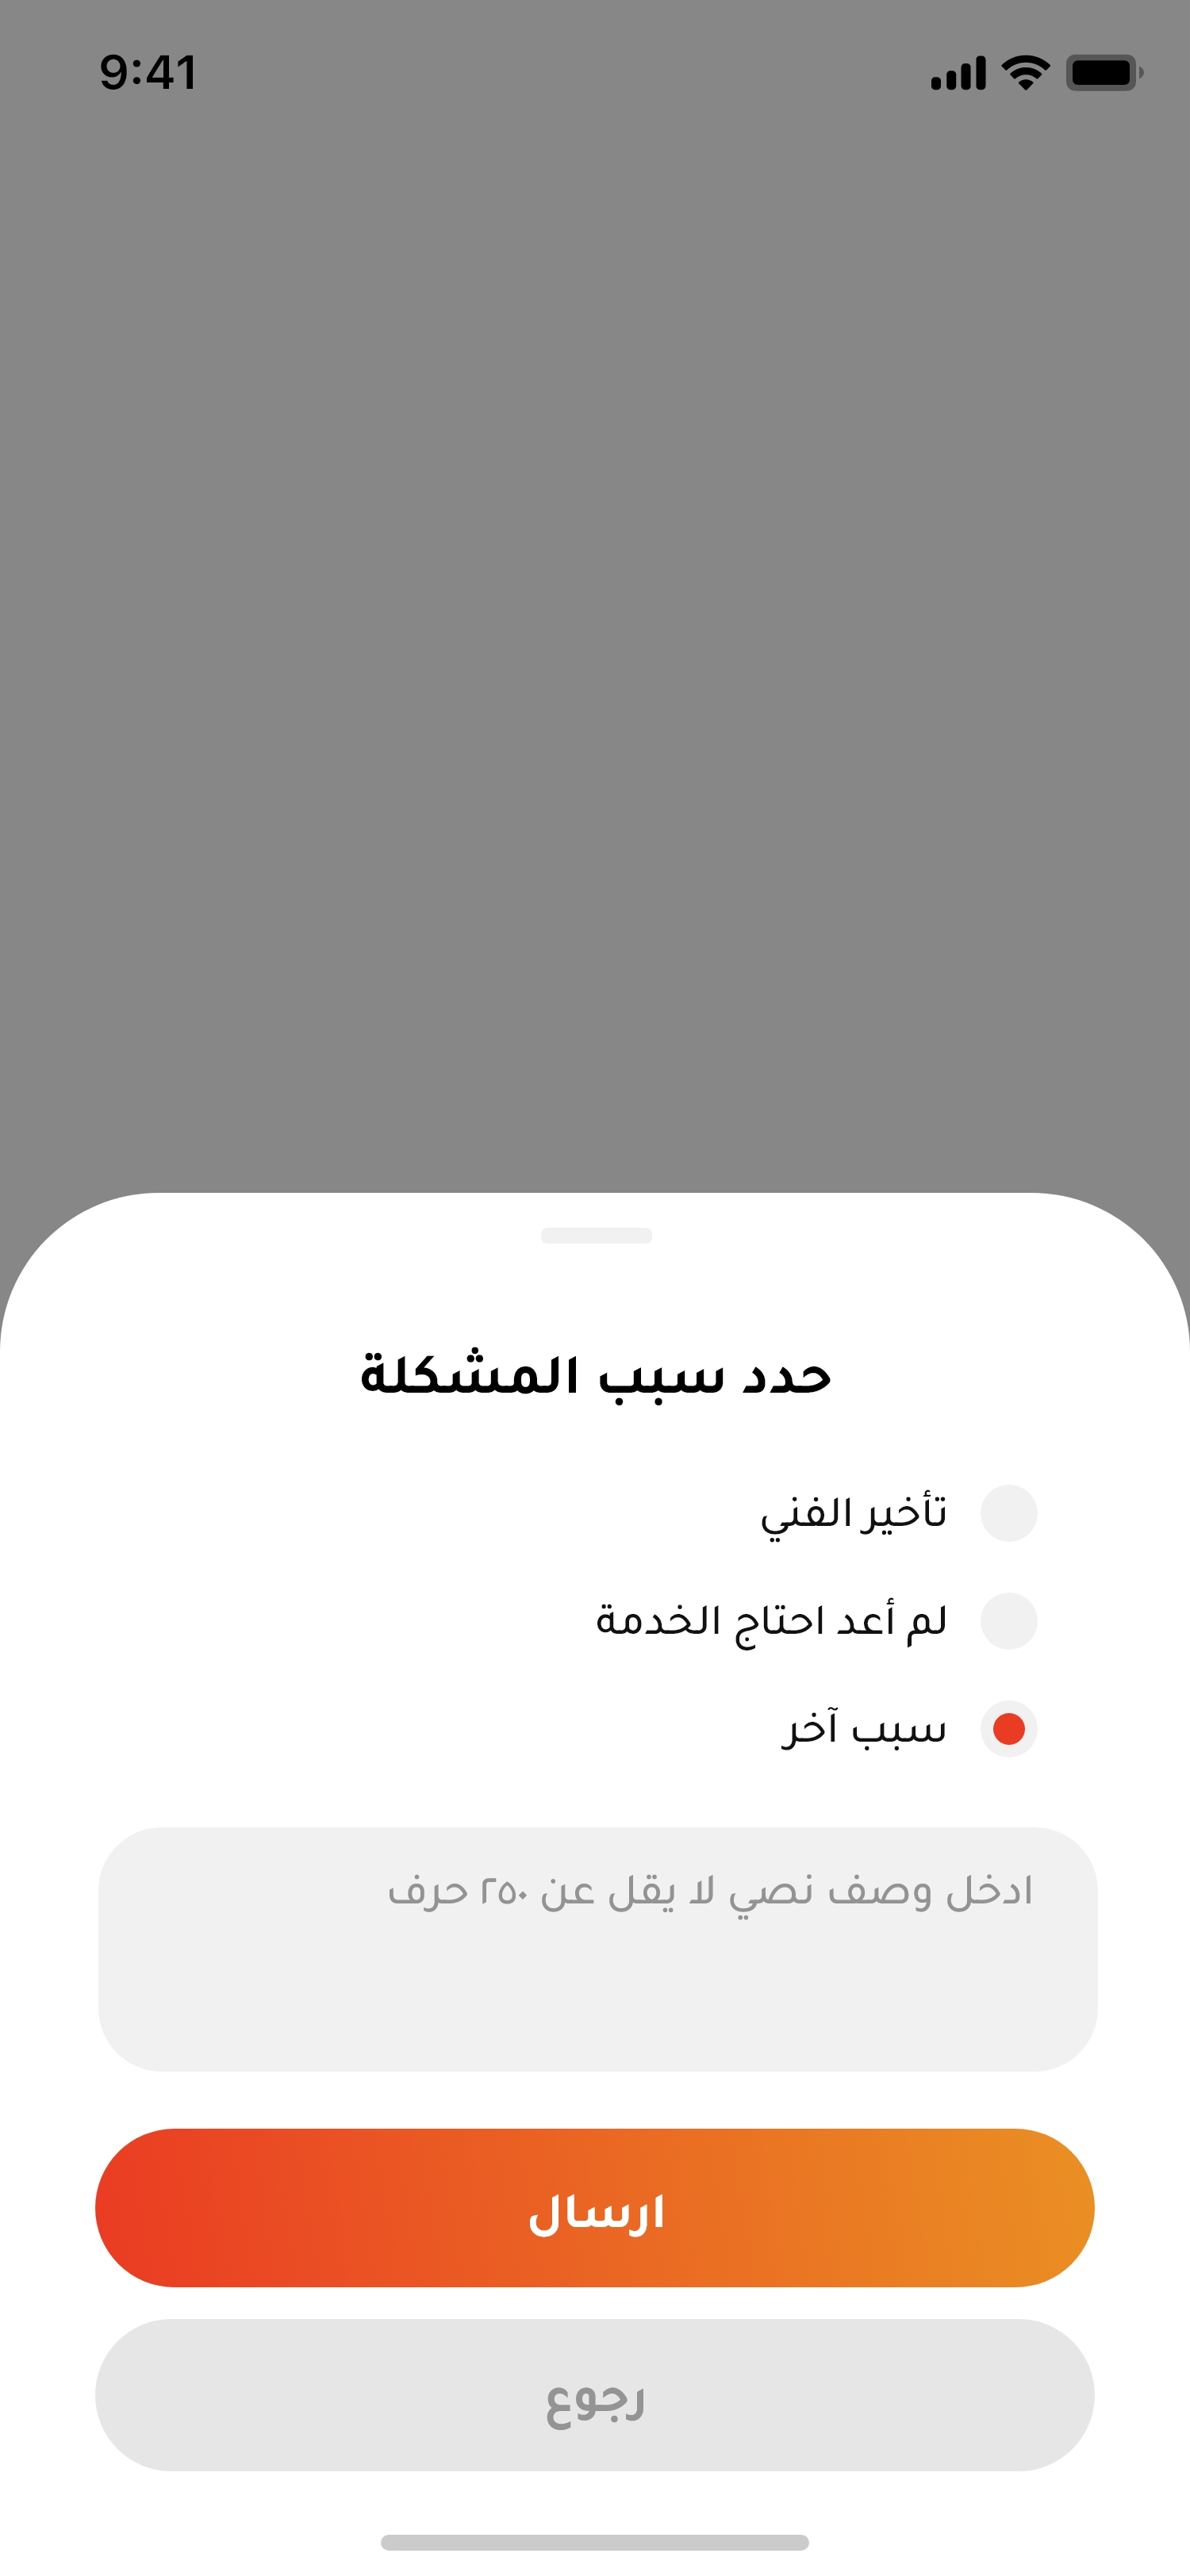 9:41
حدد سبب المشكلة
تأخير الفني
لم أعد احتاج الخدمة
سبب آخر
ادخل وصف نصي لا يقل عن ٢٥٠ حرف
ارسال
رجوع